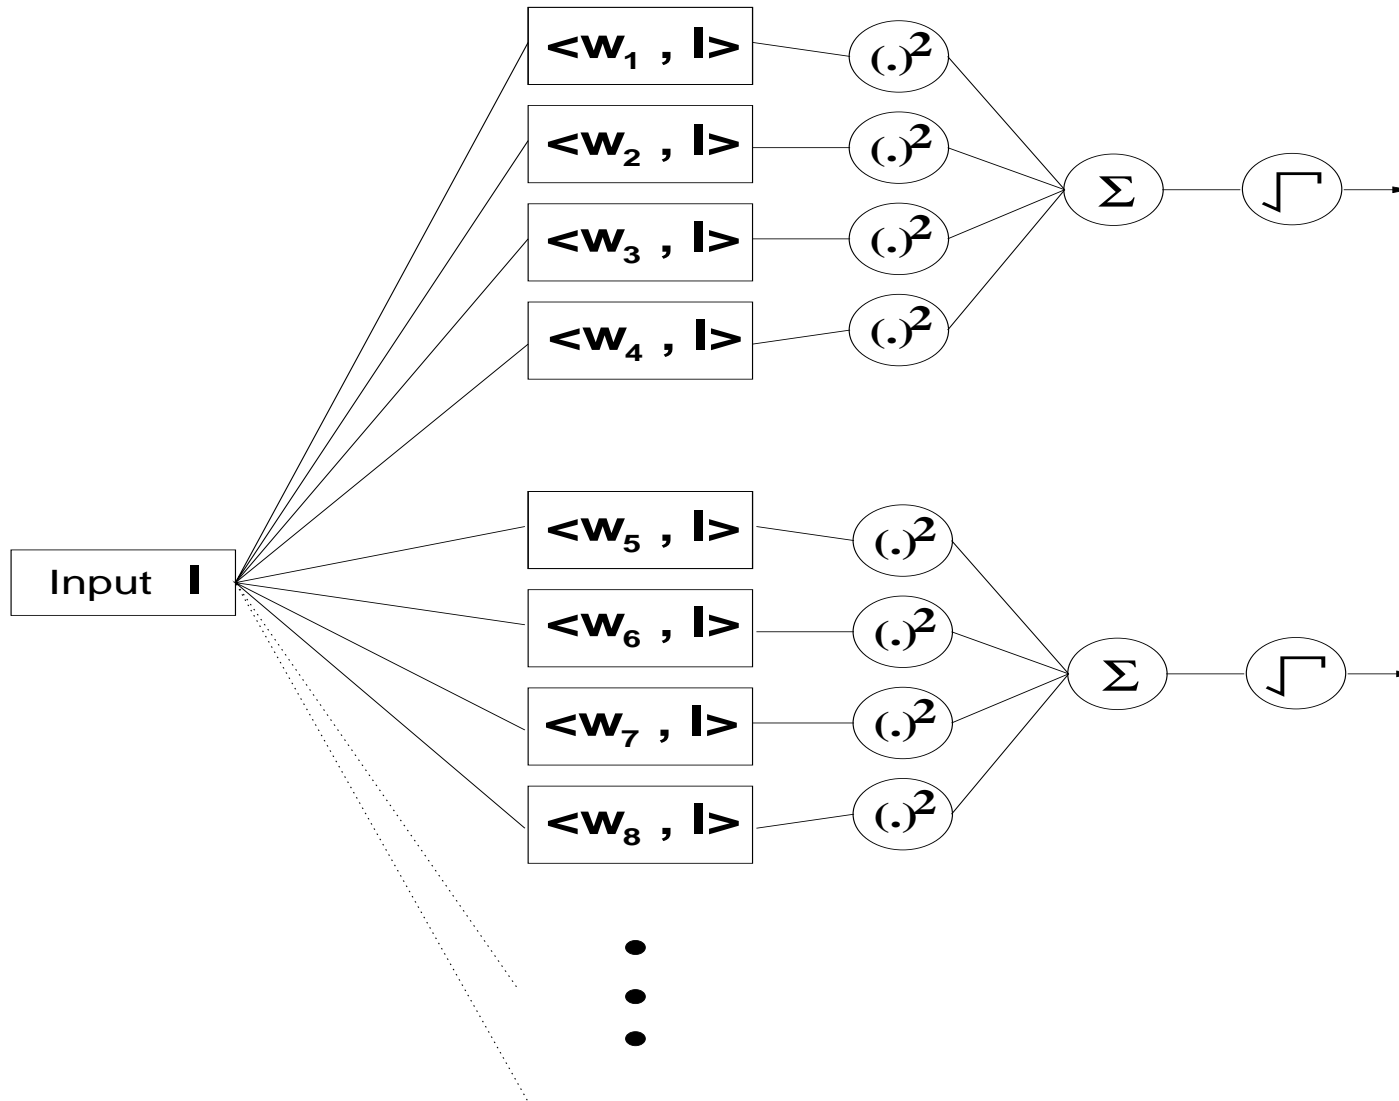 <w₁ , I>
(.)²
<w₂ , I>
(.)²
Σ
√
<w₃ , I>
(.)²
<w₄ , I>
(.)²
<w₅ , I>
(.)²
Input I
<w₆ , I>
(.)²
Σ
√
<w₇ , I>
(.)²
<w₈ , I>
(.)²